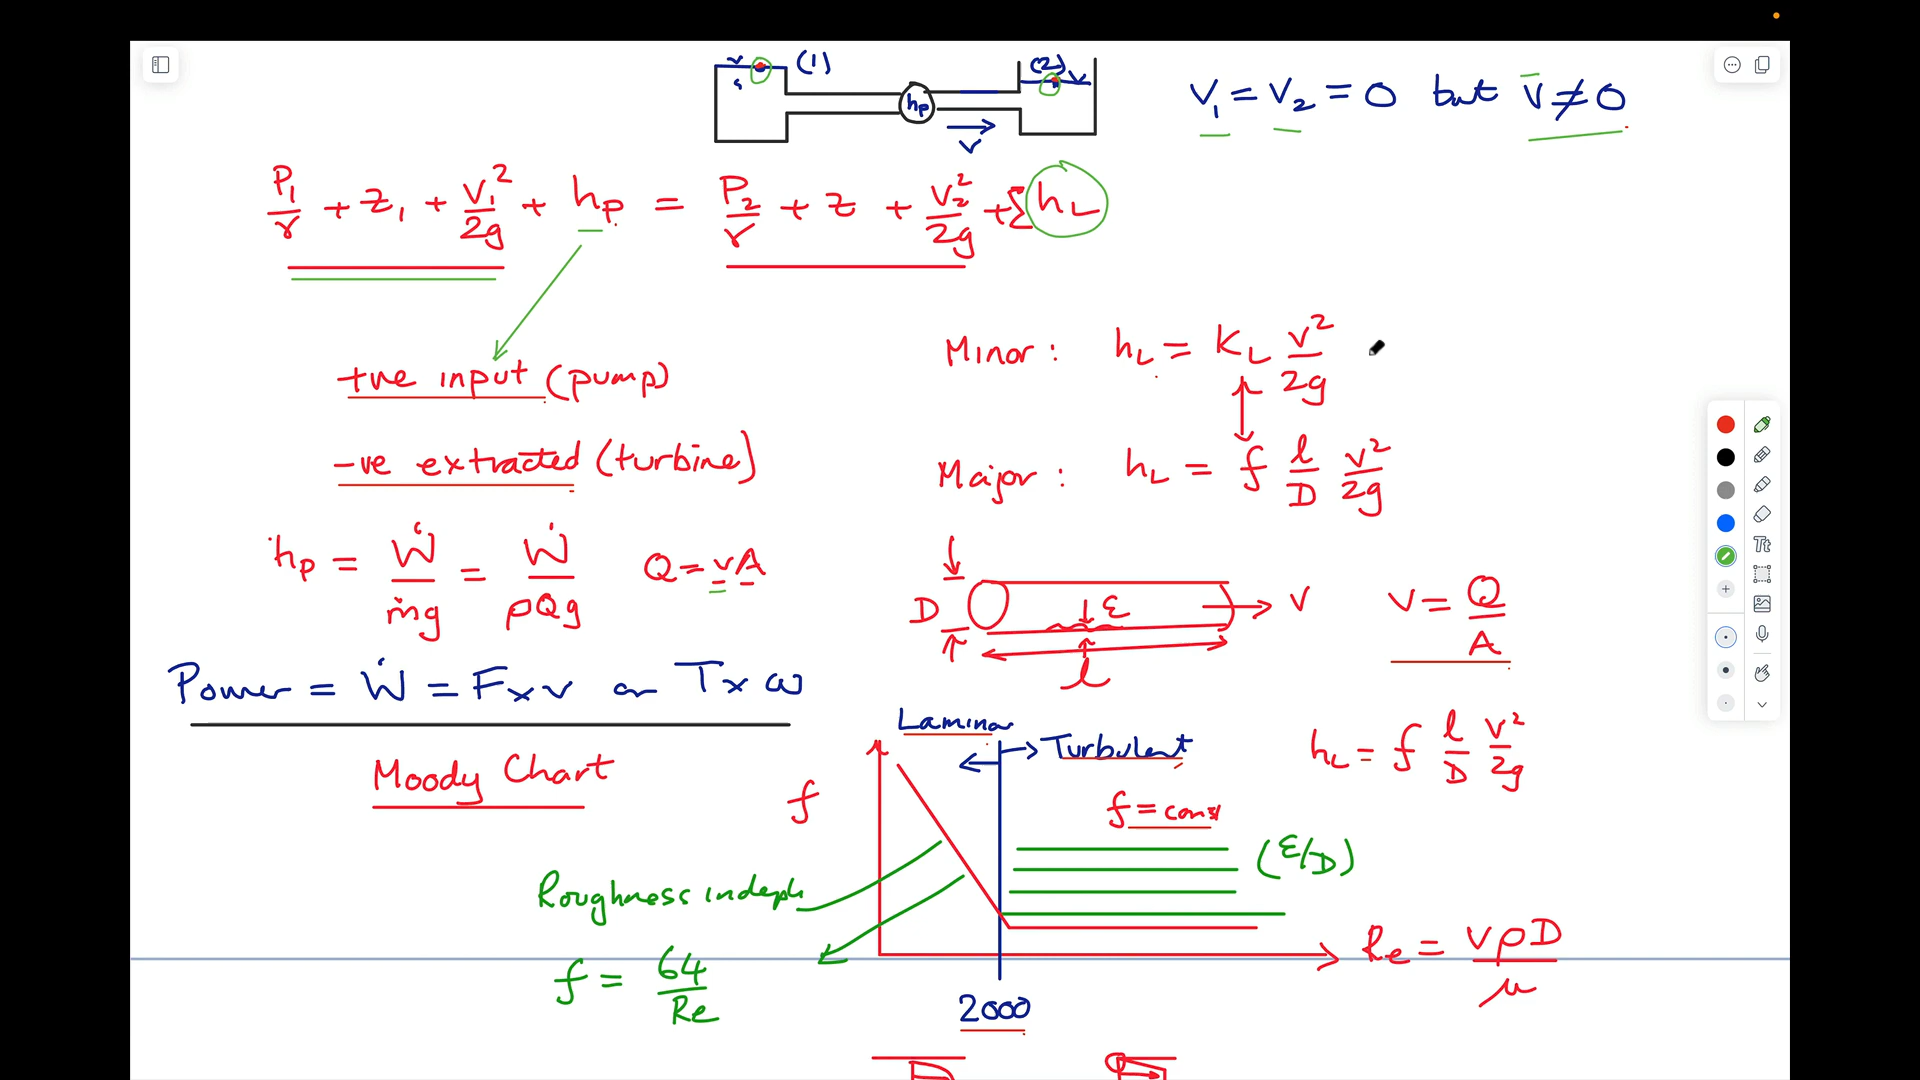 (1) (2)
hp
V
V₁ = V₂ = 0 but V̄ ≠ 0
P₁/γ + z₁ + V₁²/2g + hp = P₂/γ + z + V₂²/2g + Σ hL
+ve input (pump)
-ve extracted (turbine)
hp = Ẇ/ṁg = Ẇ/ρQg Q = vA
Power = Ẇ = F x v or T x ω
Minor : hL = KL V²/2g
Major : hL = f l/D V²/2g
D ε V
l
V = Q/A
hL = f l/D V²/2g
Moody Chart
Laminar
Turbulent
f
f = const
(ε/D)
Roughness indep
f = 64/Re
2000
Re = VρD/μ
Tt